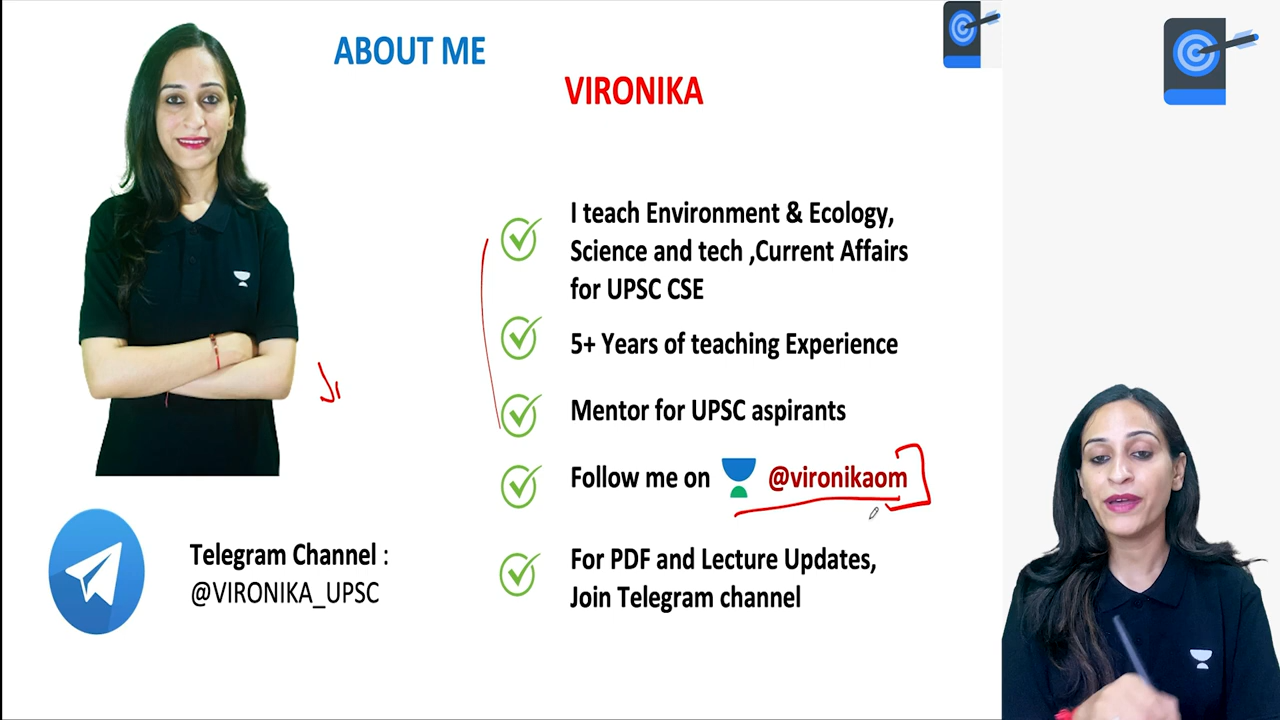 ABOUT ME
VIRONIKA
I teach Environment & Ecology,
Science and tech ,Current Affairs
for UPSC CSE
5+ Years of teaching Experience
Mentor for UPSC aspirants
Follow me on @vironikaom
For PDF and Lecture Updates,
Join Telegram channel
Telegram Channel :
@VIRONIKA_UPSC